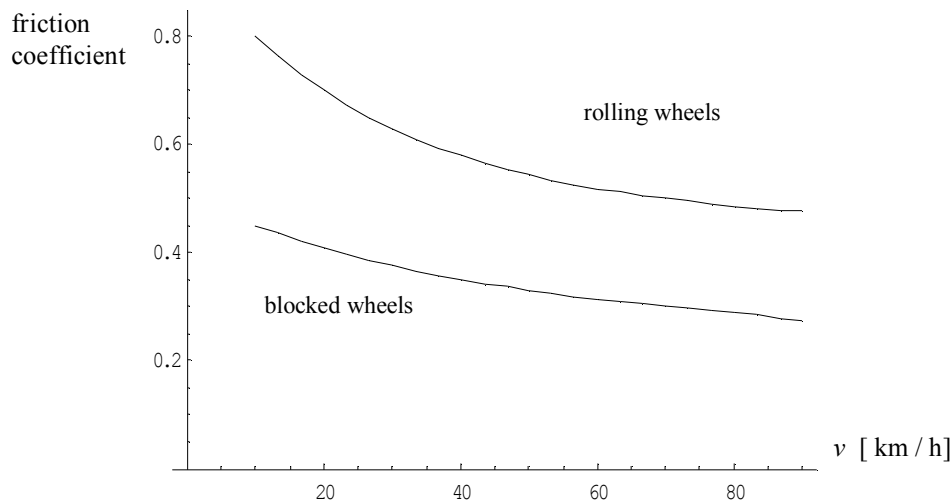 friction
coefficient
0.8
rolling wheels
0.6
0.4
blocked wheels
0.2
v [ km / h]
20 40 60 80